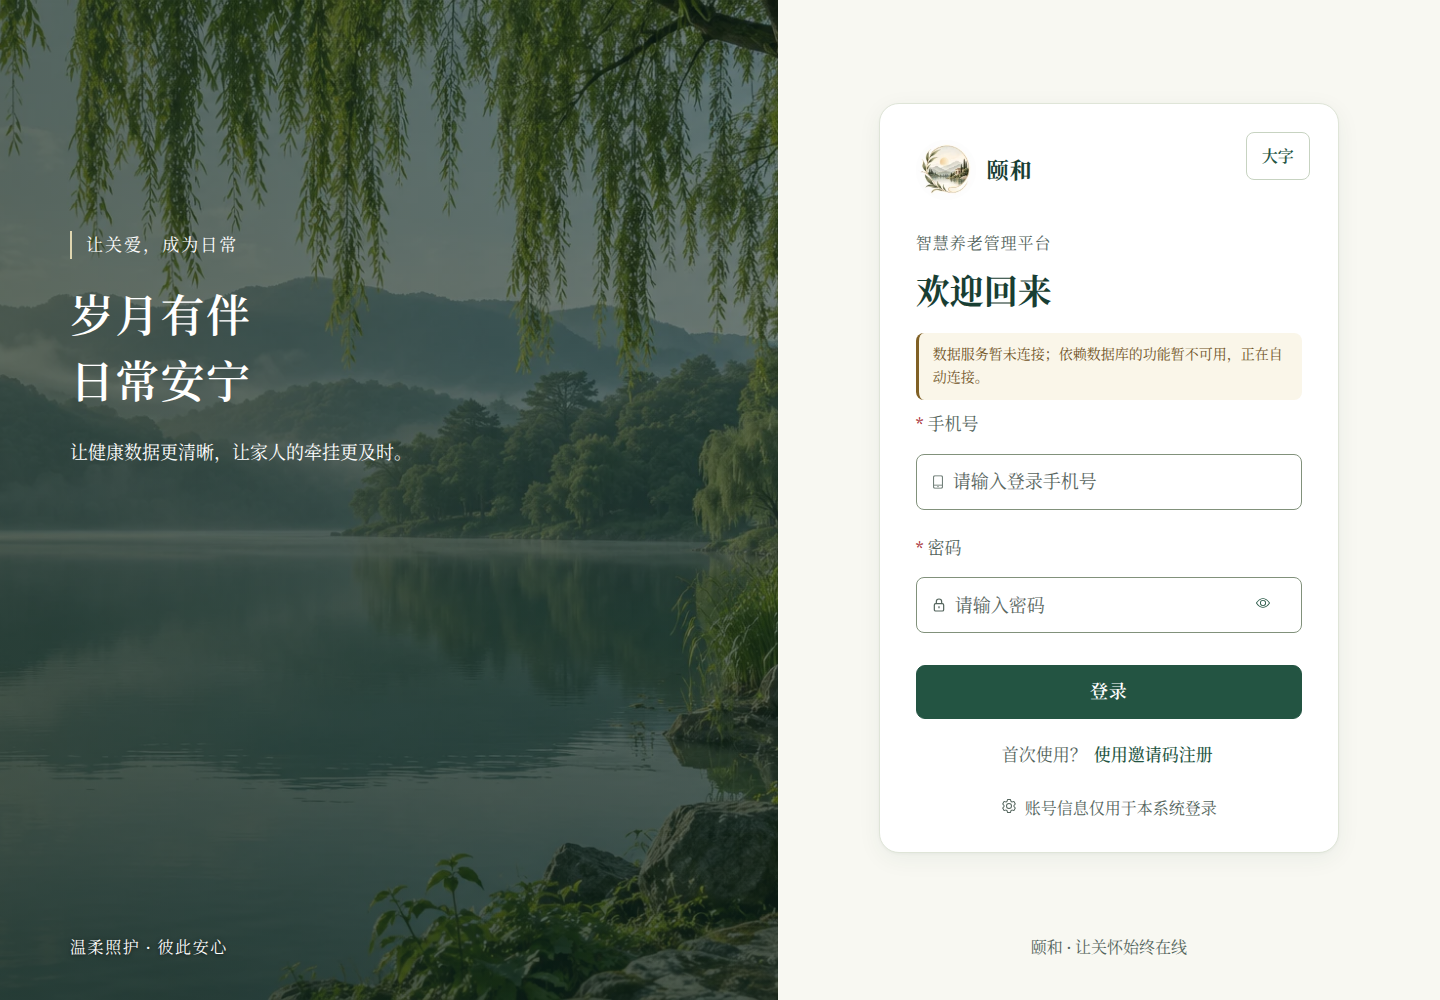 让关爱，成为日常
岁月有伴
日常安宁
让健康数据更清晰，让家人的牵挂更及时。
温柔照护 · 彼此安心
颐和
大字
智慧养老管理平台
欢迎回来
数据服务暂未连接；依赖数据库的功能暂不可用，正在自
动连接。
* 手机号
请输入登录手机号
* 密码
请输入密码
登录
首次使用？ 使用邀请码注册
账号信息仅用于本系统登录
颐和 · 让关怀始终在线